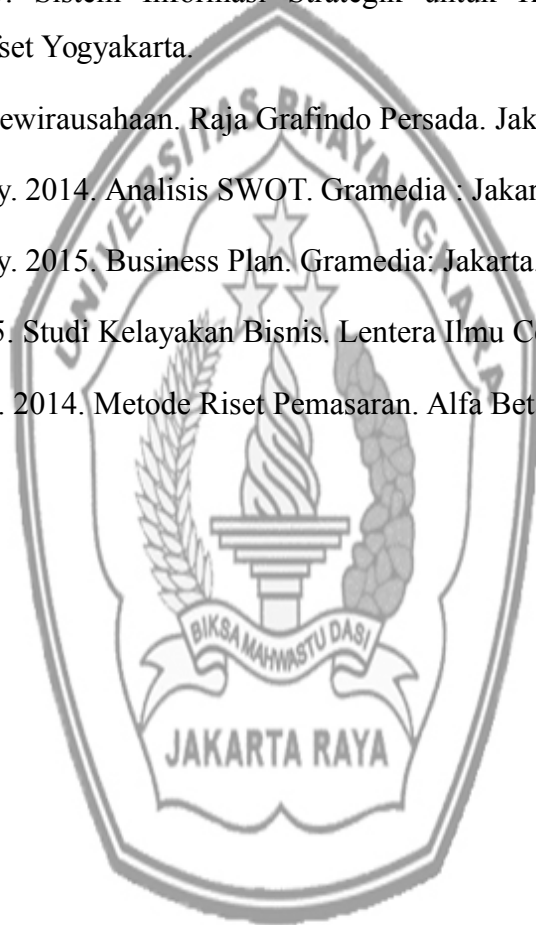 Sistem Informasi Strategik untuk
set Yogyakarta.
ewirausahaan. Raja Grafindo Persada. Jak
y. 2014. Analisis SWOT. Gramedia : Jakar
y. 2015. Business Plan. Gramedia: Jakarta.
5. Studi Kelayakan Bisnis. Lentera Ilmu Ce
. 2014. Metode Riset Pemasaran. Alfa Bet
UNIVERSITAS BHAYANGKARA
BIKSA MAHWASTU DASI
JAKARTA RAYA